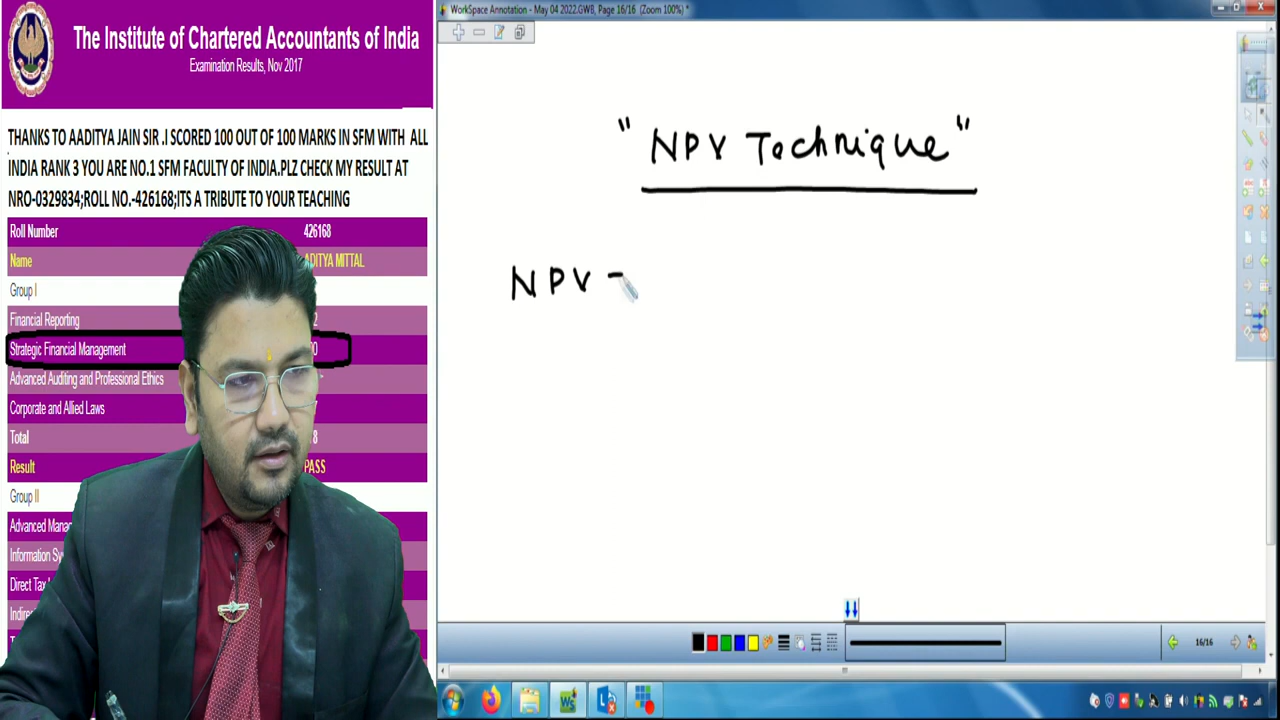 The Institute of Chartered Accountants of India
Examination Results, Nov 2017
THANKS TO AADITYA JAIN SIR .I SCORED 100 OUT OF 100 MARKS IN SFM WITH ALL
INDIA RANK 3 YOU ARE NO.1 SFM FACULTY OF INDIA.PLZ CHECK MY RESULT AT
NRO-0329834;ROLL NO.-426168;ITS A TRIBUTE TO YOUR TEACHING
Roll Number 426168
Name ADITYA MITTAL
Group I
Financial Reporting
Strategic Financial Management
Advanced Auditing and Professional Ethics
Corporate and Allied Laws
Total
Result PASS
Group II
Advanced
Information
Direct Tax
WorkSpace Annotation - May 04 2022.GWB, Page 16/16 (Zoom 100%) *
"NPV Technique"
NPV
16/16